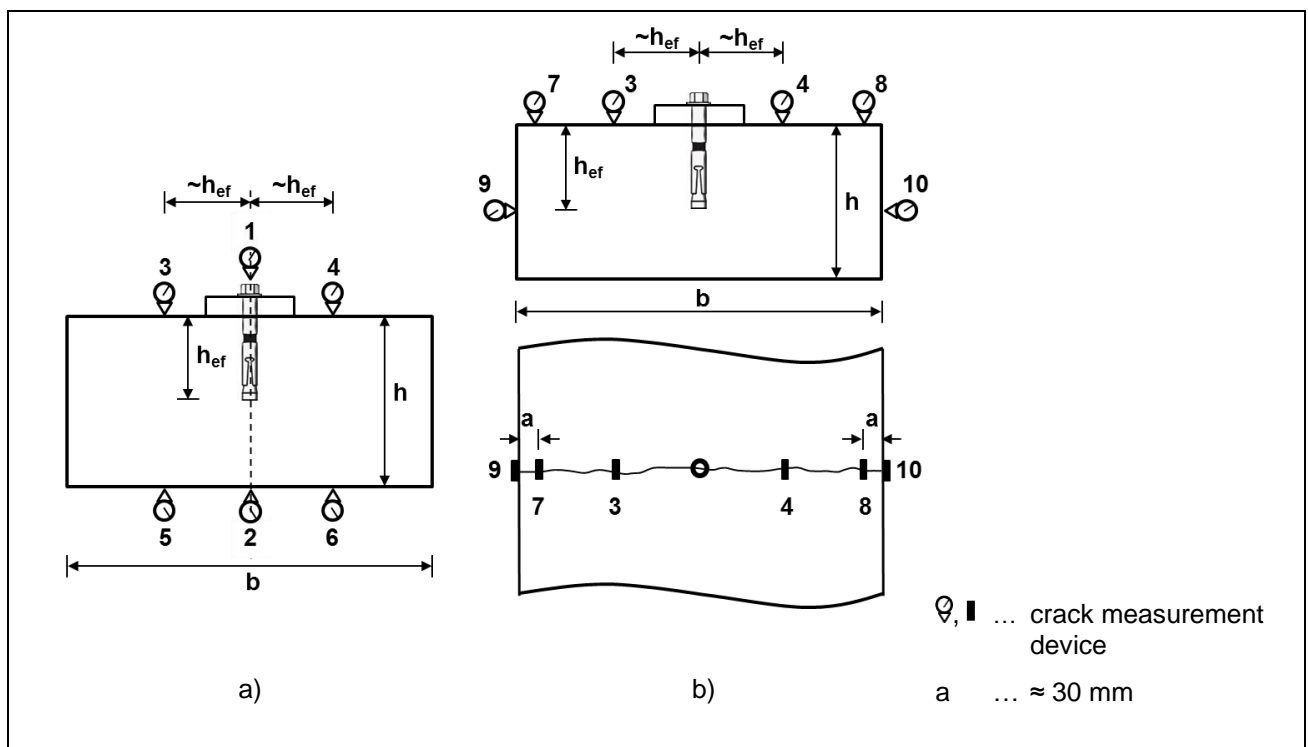 ~hef ~hef
7 3 4 8
hef
9 10
h
b
~hef ~hef
1
3 4
hef
h
5 2 6
b
a a
9 10
7 3 4 8
, ... crack measurement
device
a ... ≈ 30 mm
a) b)